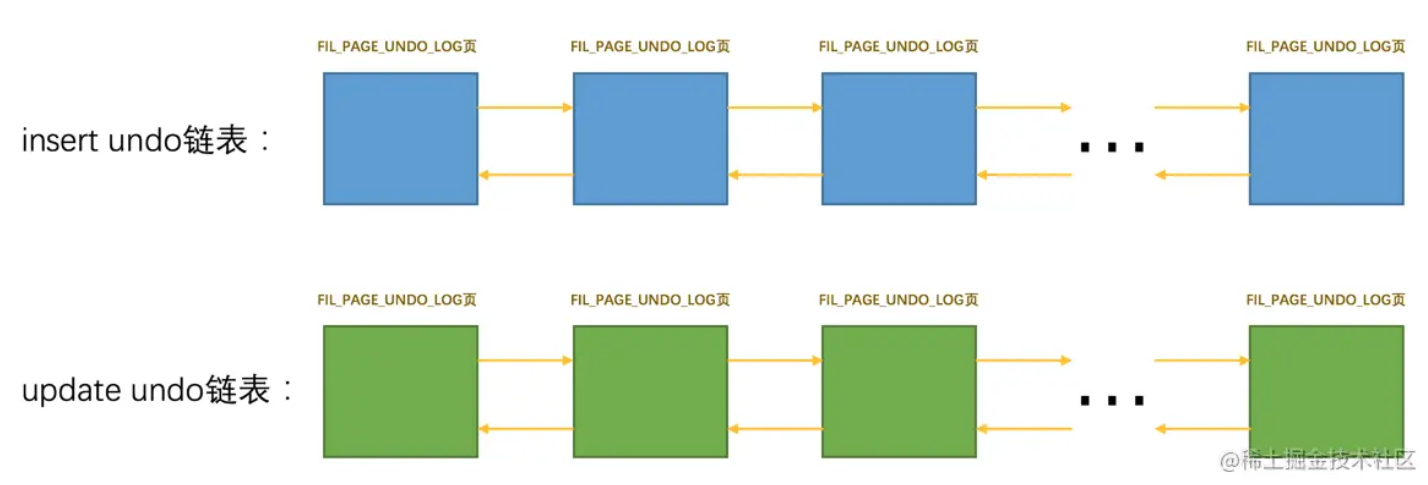 FIL_PAGE_UNDO_LOG页 FIL_PAGE_UNDO_LOG页 FIL_PAGE_UNDO_LOG页 FIL_PAGE_UNDO_LOG页
insert undo链表：
...
FIL_PAGE_UNDO_LOG页 FIL_PAGE_UNDO_LOG页 FIL_PAGE_UNDO_LOG页 FIL_PAGE_UNDO_LOG页
update undo链表：
...
@稀土掘金技术社区